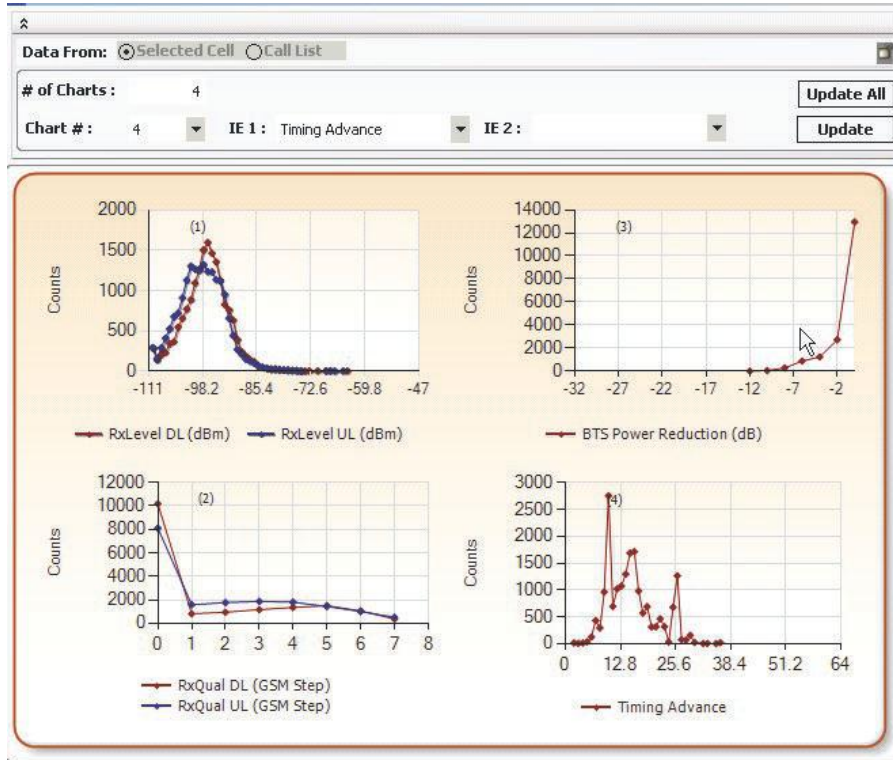 Data From: Selected Cell Call List
# of Charts : 4 Update All
Chart # : 4 IE 1 : Timing Advance IE 2 : Update
(1)
2000
1500
1000
500
0
Counts
-111 -98.2 -85.4 -72.6 -59.8 -47
RxLevel DL (dBm) RxLevel UL (dBm)
(3)
14000
12000
10000
8000
6000
4000
2000
0
Counts
-32 -27 -22 -17 -12 -7 -2
BTS Power Reduction (dB)
(2)
12000
10000
8000
6000
4000
2000
0
Counts
0 1 2 3 4 5 6 7 8
RxQual DL (GSM Step)
RxQual UL (GSM Step)
(4)
3000
2500
2000
1500
1000
500
0
Counts
0 12.8 25.6 38.4 51.2 64
Timing Advance